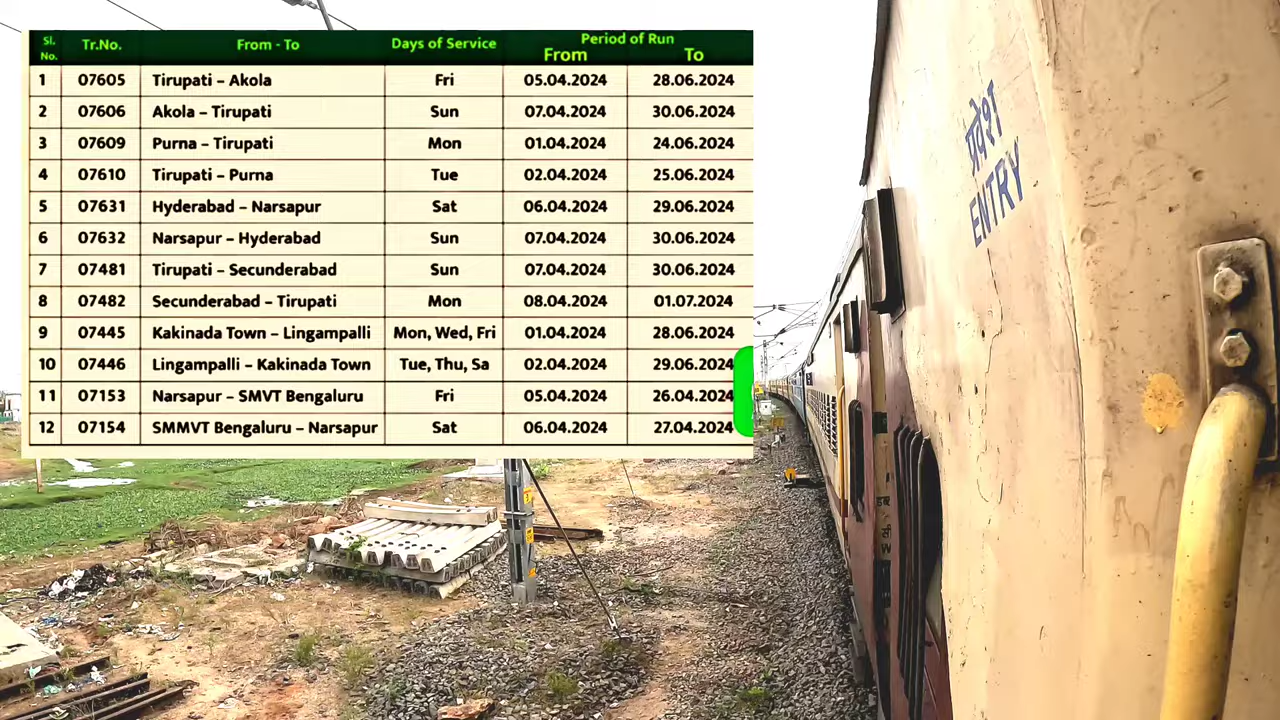 Sl. No. Tr.No. From - To Days of Service Period of Run From To
1 07605 Tirupati – Akola Fri 05.04.2024 28.06.2024
2 07606 Akola – Tirupati Sun 07.04.2024 30.06.2024
3 07609 Purna – Tirupati Mon 01.04.2024 24.06.2024
4 07610 Tirupati – Purna Tue 02.04.2024 25.06.2024
5 07631 Hyderabad – Narsapur Sat 06.04.2024 29.06.2024
6 07632 Narsapur – Hyderabad Sun 07.04.2024 30.06.2024
7 07481 Tirupati – Secunderabad Sun 07.04.2024 30.06.2024
8 07482 Secunderabad – Tirupati Mon 08.04.2024 01.07.2024
9 07445 Kakinada Town – Lingampalli Mon, Wed, Fri 01.04.2024 28.06.2024
10 07446 Lingampalli – Kakinada Town Tue, Thu, Sa 02.04.2024 29.06.2024
11 07153 Narsapur – SMVT Bengaluru Fri 05.04.2024 26.04.2024
12 07154 SMMVT Bengaluru – Narsapur Sat 06.04.2024 27.04.2024
प्रवेश
ENTRY